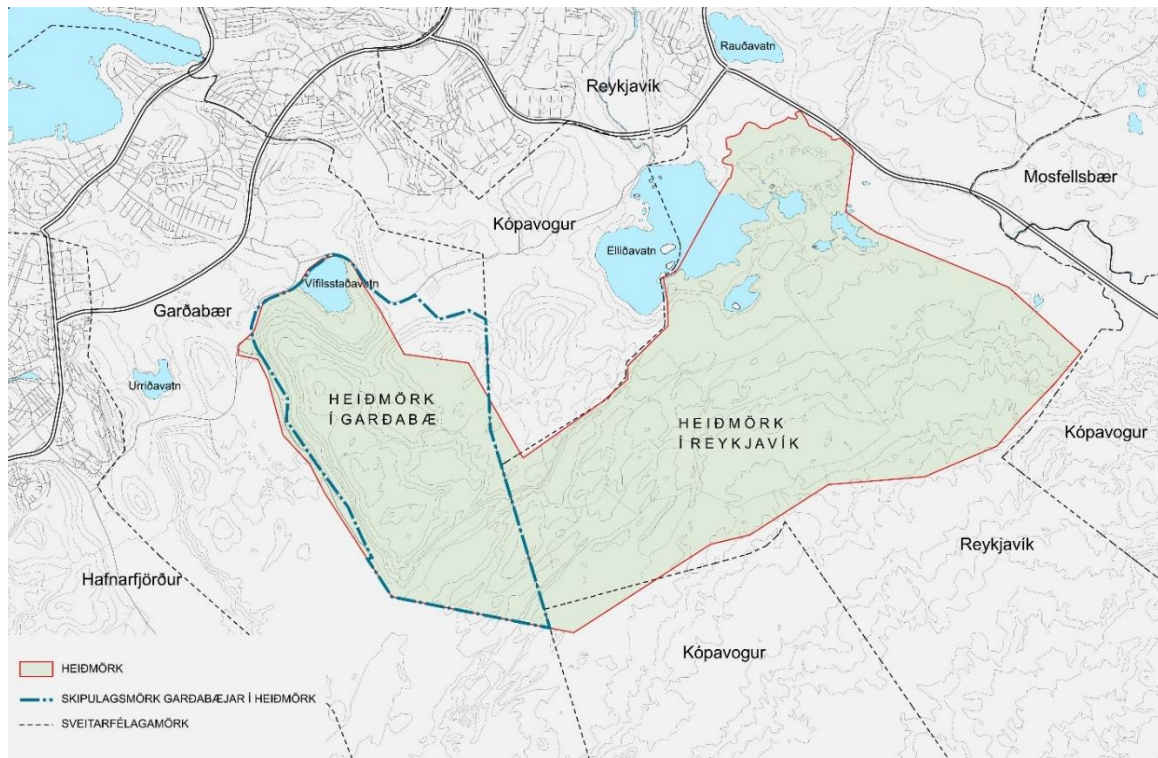 Rauðavatn
Reykjavík
Mosfellsbær
Kópavogur
Elliðavatn
Vífilsstaðavatn
Garðabær
Urriðavatn
HEIÐMÖRK
Í GARÐABÆ
HEIÐMÖRK
Í REYKJAVÍK
Kópavogur
Reykjavík
Hafnarfjörður
Kópavogur
HEIÐMÖRK
SKIPULAGSMÖRK GARÐABÆJAR Í HEIÐMÖRK
SVEITARFÉLAGAMÖRK